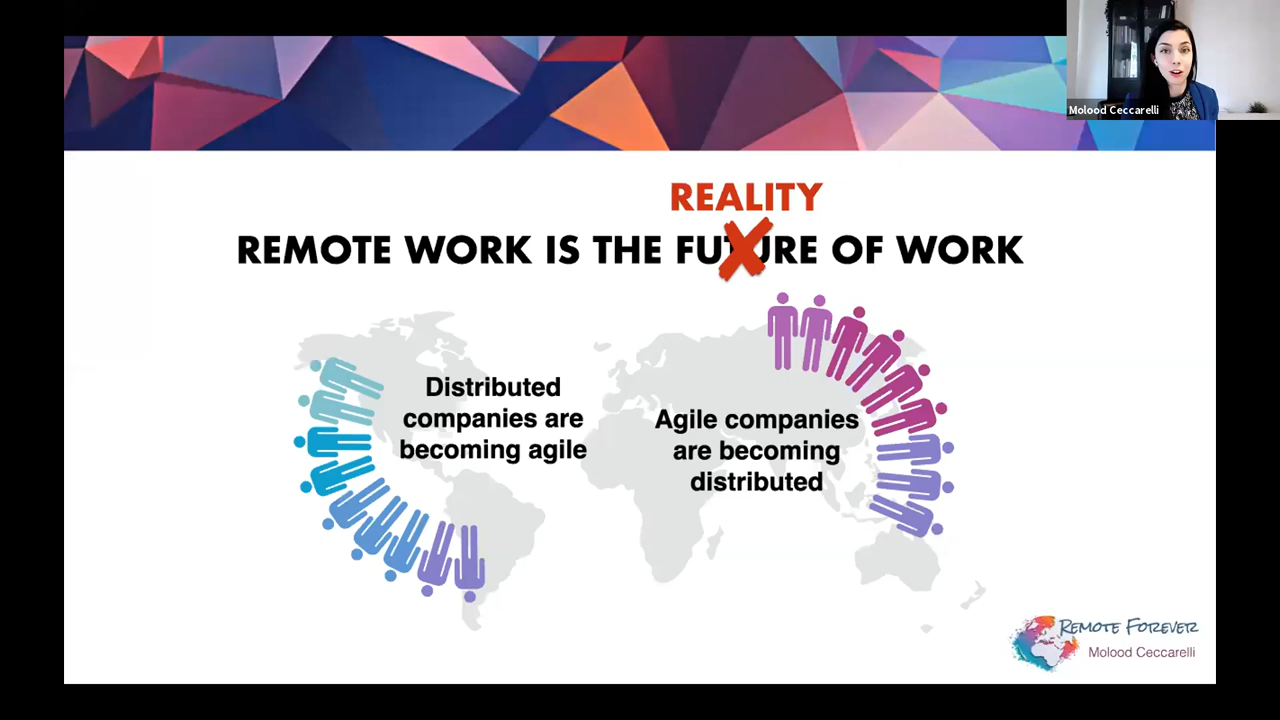 Molood Ceccarelli
REALITY
REMOTE WORK IS THE FUTURE OF WORK
Distributed
companies are
becoming agile
Agile companies
are becoming
distributed
REMOTE FOREVER
Molood Ceccarelli